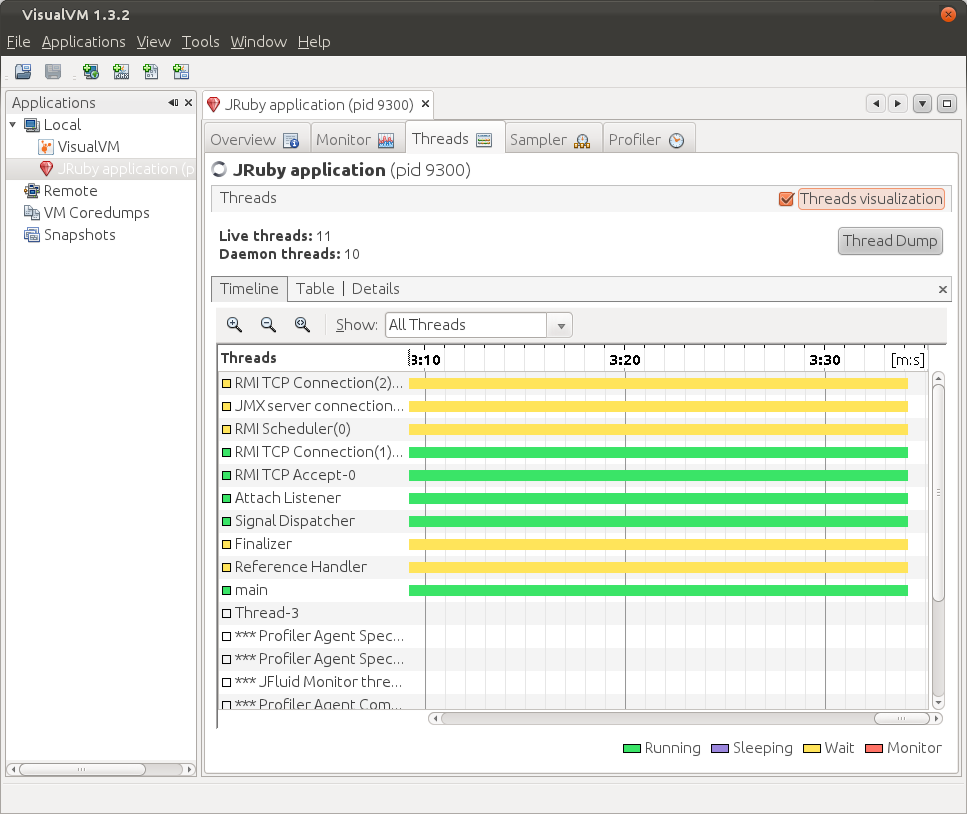 VisualVM 1.3.2
File Applications View Tools Window Help
Applications
Local
VisualVM
JRuby application (p
Remote
VM Coredumps
Snapshots
JRuby application (pid 9300)
Overview Monitor Threads Sampler Profiler
JRuby application (pid 9300)
Threads Threads visualization
Live threads: 11
Daemon threads: 10
Thread Dump
Timeline Table Details
Show: All Threads
Threads 3:10 3:20 3:30 [m:s]
RMI TCP Connection(2)...
JMX server connection...
RMI Scheduler(0)
RMI TCP Connection(1)...
RMI TCP Accept-0
Attach Listener
Signal Dispatcher
Finalizer
Reference Handler
main
Thread-3
*** Profiler Agent Spec...
*** Profiler Agent Spec...
*** JFluid Monitor thre...
*** Profiler Agent Com...
Running Sleeping Wait Monitor